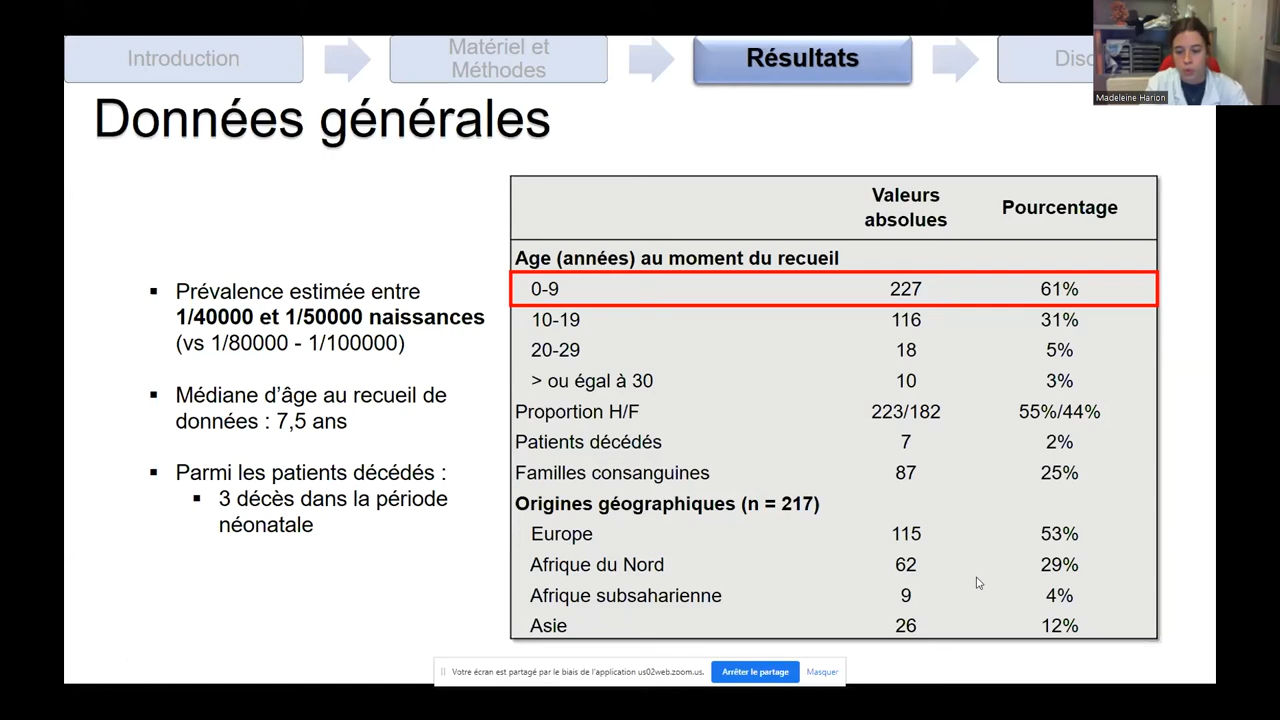 Introduction
Matériel et
Méthodes
Résultats
Disc
Madeleine Harion
Données générales
▪ Prévalence estimée entre
1/40000 et 1/50000 naissances
(vs 1/80000 - 1/100000)
▪ Médiane d'âge au recueil de
données : 7,5 ans
▪ Parmi les patients décédés :
▪ 3 décès dans la période
néonatale
Valeurs
absolues
Pourcentage
Age (années) au moment du recueil
0-9 227 61%
10-19 116 31%
20-29 18 5%
> ou égal à 30 10 3%
Proportion H/F 223/182 55%/44%
Patients décédés 7 2%
Familles consanguines 87 25%
Origines géographiques (n = 217)
Europe 115 53%
Afrique du Nord 62 29%
Afrique subsaharienne 9 4%
Asie 26 12%
Votre écran est partagé par le biais de l'application us02web.zoom.us. Arrêter le partage Masquer